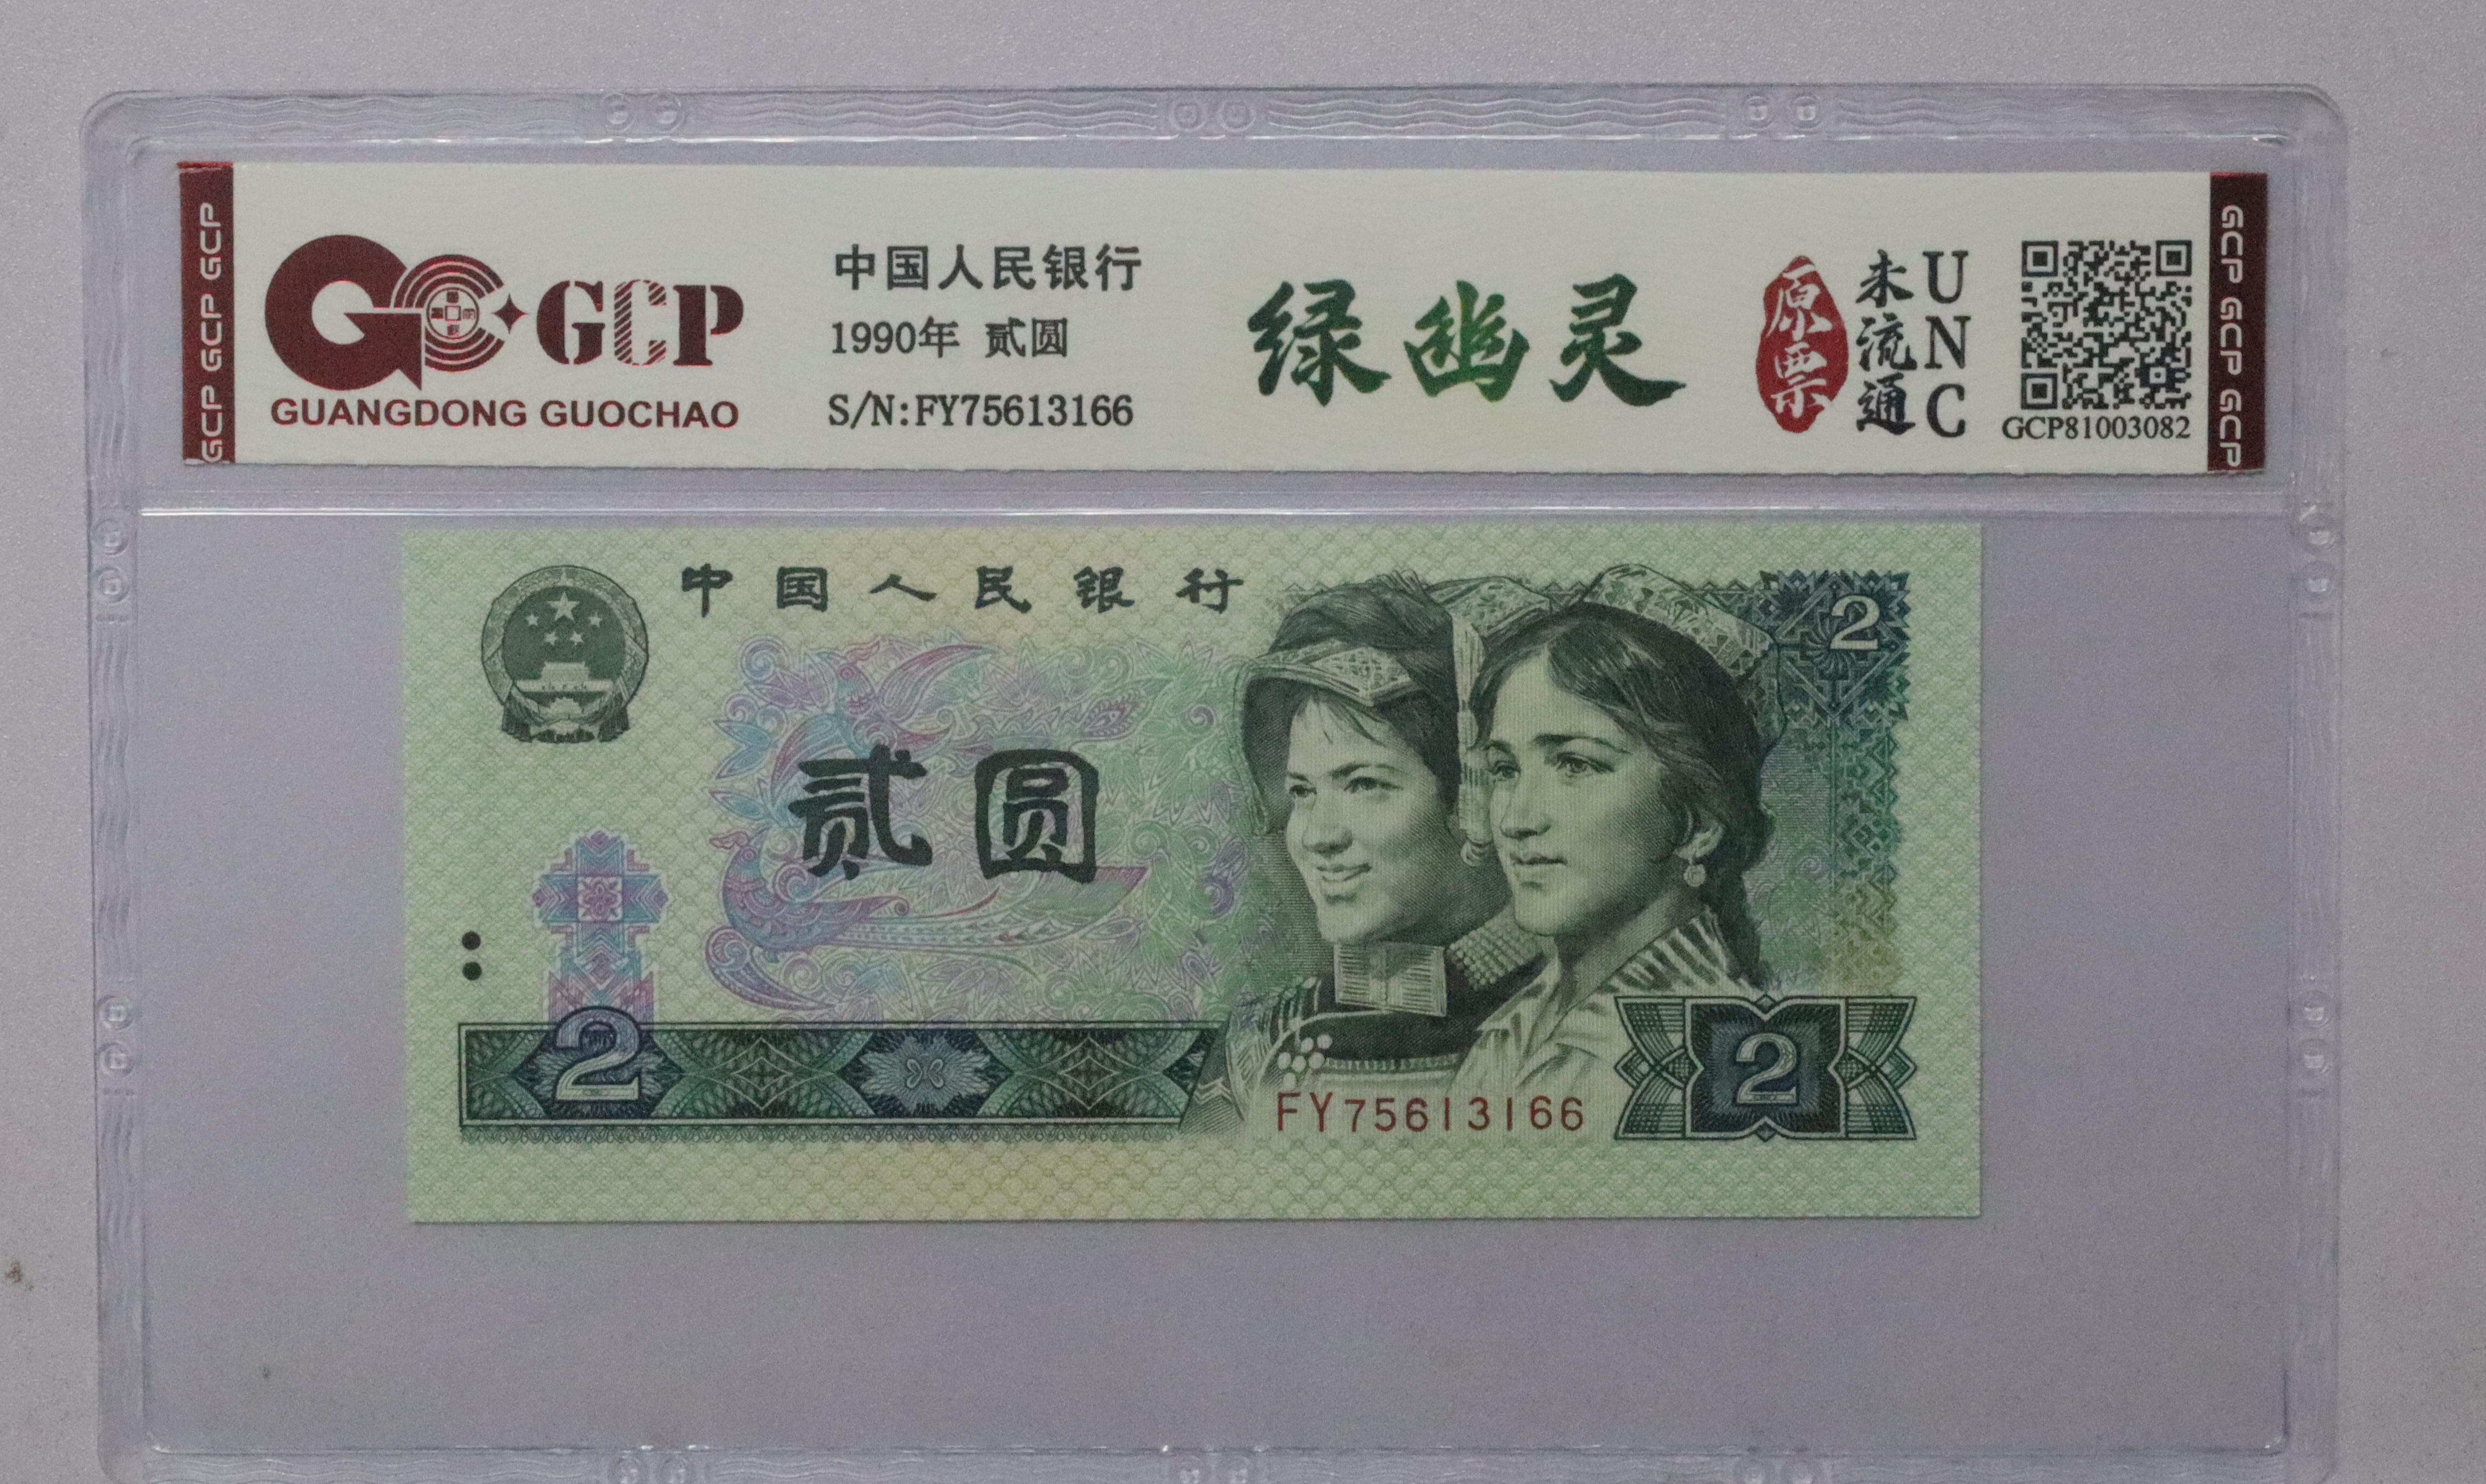 GCP GCP GCP
GCP
GUANGDONG GUOCHAO
中国人民银行
1990年 贰圆
S/N:FY75613166
绿幽灵
原票
未流通
UNC
GCP81003082
GCP GCP GCP
中国人民银行
2
贰圆
2
FY75613166
2